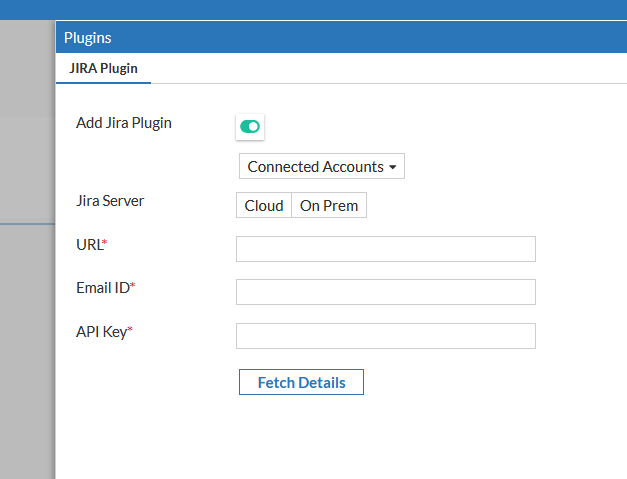 Plugins
JIRA Plugin
Add Jira Plugin
Connected Accounts
Jira Server Cloud On Prem
URL*
Email ID*
API Key*
Fetch Details